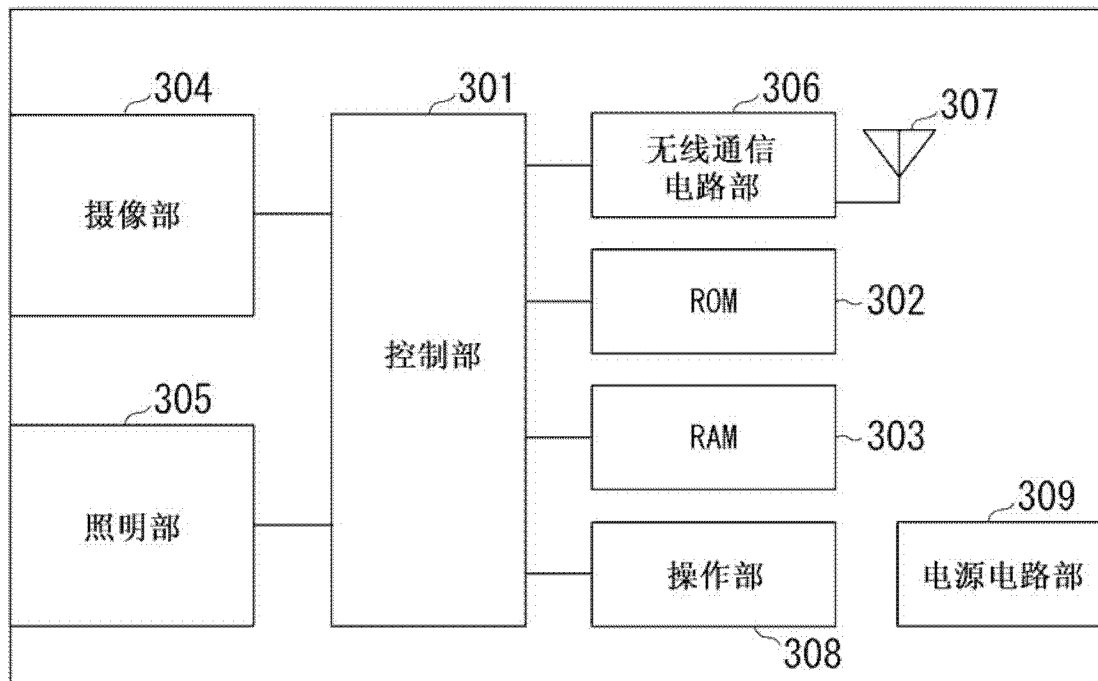 304
301
306
307
摄像部
无线通信
电路部
ROM
302
控制部
305
RAM
303
309
照明部
操作部
电源电路部
308